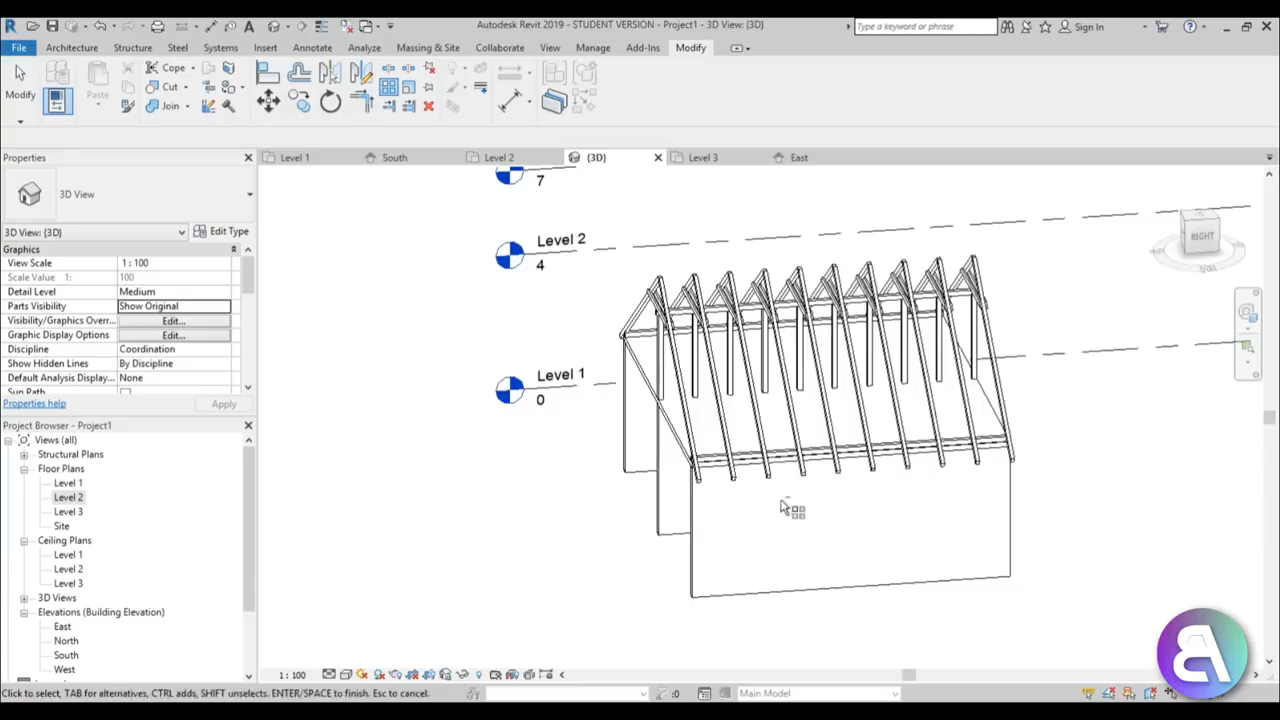 Autodesk Revit 2019 - STUDENT VERSION - Project1 - 3D View: {3D}
Type a keyword or phrase
Sign In
File
Architecture
Structure
Steel
Systems
Insert
Annotate
Analyze
Massing & Site
Collaborate
View
Manage
Add-Ins
Modify
Modify
Paste
Cope
Cut
Join
Properties
3D View
3D View: {3D}
Edit Type
Graphics
View Scale 1 : 100
Scale Value 1: 100
Detail Level Medium
Parts Visibility Show Original
Visibility/Graphics Overr... Edit...
Graphic Display Options Edit...
Discipline Coordination
Show Hidden Lines By Discipline
Default Analysis Display... None
Sun Path
Properties help
Apply
Project Browser - Project1
Views (all)
Structural Plans
Floor Plans
Level 1
Level 2
Level 3
Site
Ceiling Plans
Level 1
Level 2
Level 3
3D Views
Elevations (Building Elevation)
East
North
South
West
Level 1
South
Level 2
{3D}
Level 3
East
7
Level 2
4
Level 1
0
RIGHT
1 : 100
Click to select, TAB for alternatives, CTRL adds, SHIFT unselects. ENTER/SPACE to finish. Esc to cancel.
:0
Main Model